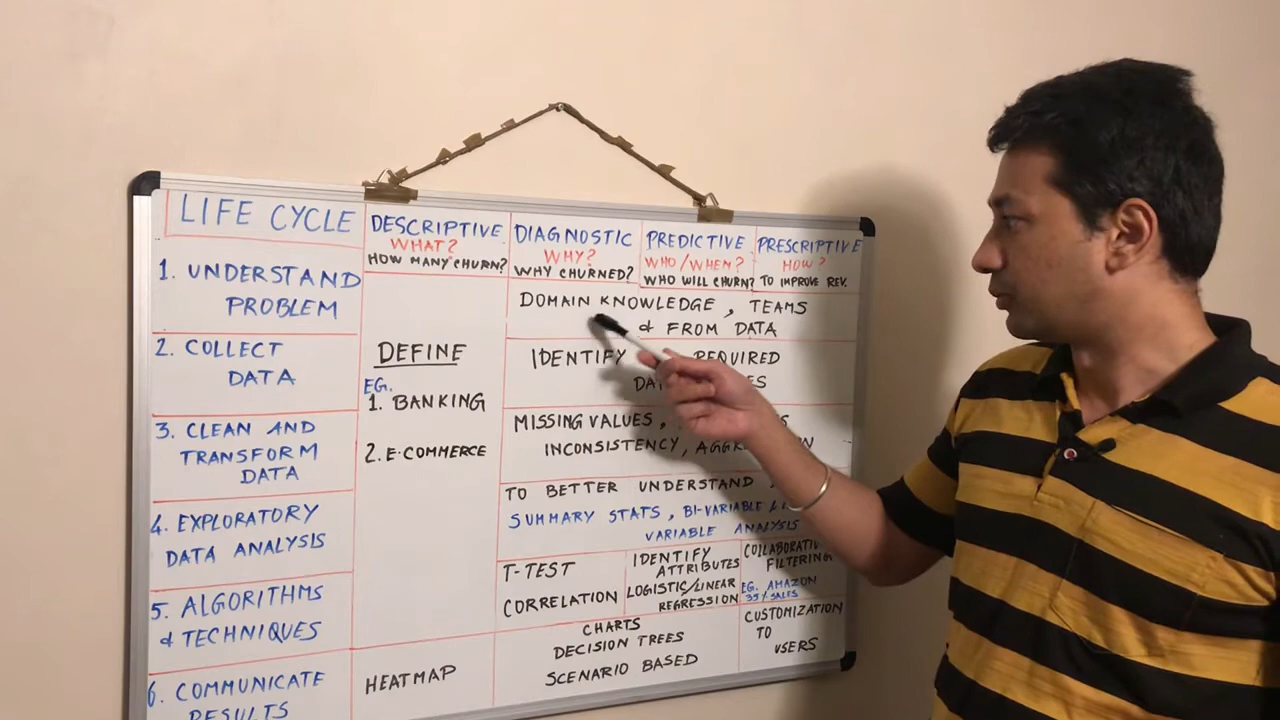 LIFE CYCLE
DESCRIPTIVE
WHAT?
HOW MANY CHURN?
DIAGNOSTIC
WHY?
WHY CHURNED?
PREDICTIVE
WHO/WHEN?
WHO WILL CHURN?
PRESCRIPTIVE
HOW?
TO IMPROVE REV.
1. UNDERSTAND
PROBLEM
DOMAIN KNOWLEDGE, TEAMS
& FROM DATA
2. COLLECT
DATA
DEFINE
EG.
1. BANKING
2. E-COMMERCE
IDENTIFY REQUIRED
3. CLEAN AND
TRANSFORM
DATA
MISSING VALUES,
INCONSISTENCY,
4. EXPLORATORY
DATA ANALYSIS
TO BETTER UNDERSTAND
SUMMARY STATS, BI-VARIABLE
VARIABLE ANALYSIS
5. ALGORITHMS
& TECHNIQUES
T-TEST
CORRELATION
IDENTIFY
ATTRIBUTES
LOGISTIC/LINEAR
REGRESSION
FILTERING
EG. AMAZON
35% SALES
6. COMMUNICATE
RESULTS
HEATMAP
CHARTS
DECISION TREES
SCENARIO BASED
CUSTOMIZATION
TO
USERS